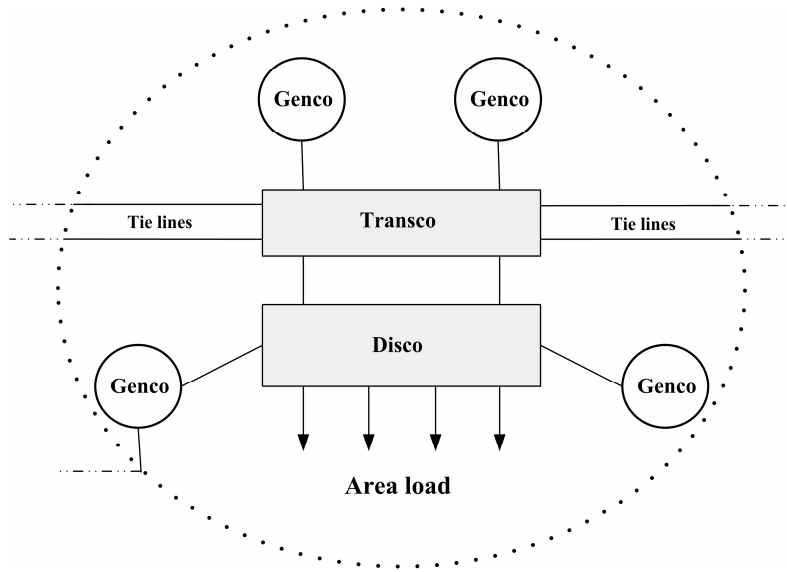 Genco
Genco
Tie lines
Transco
Tie lines
Disco
Genco
Genco
Area load